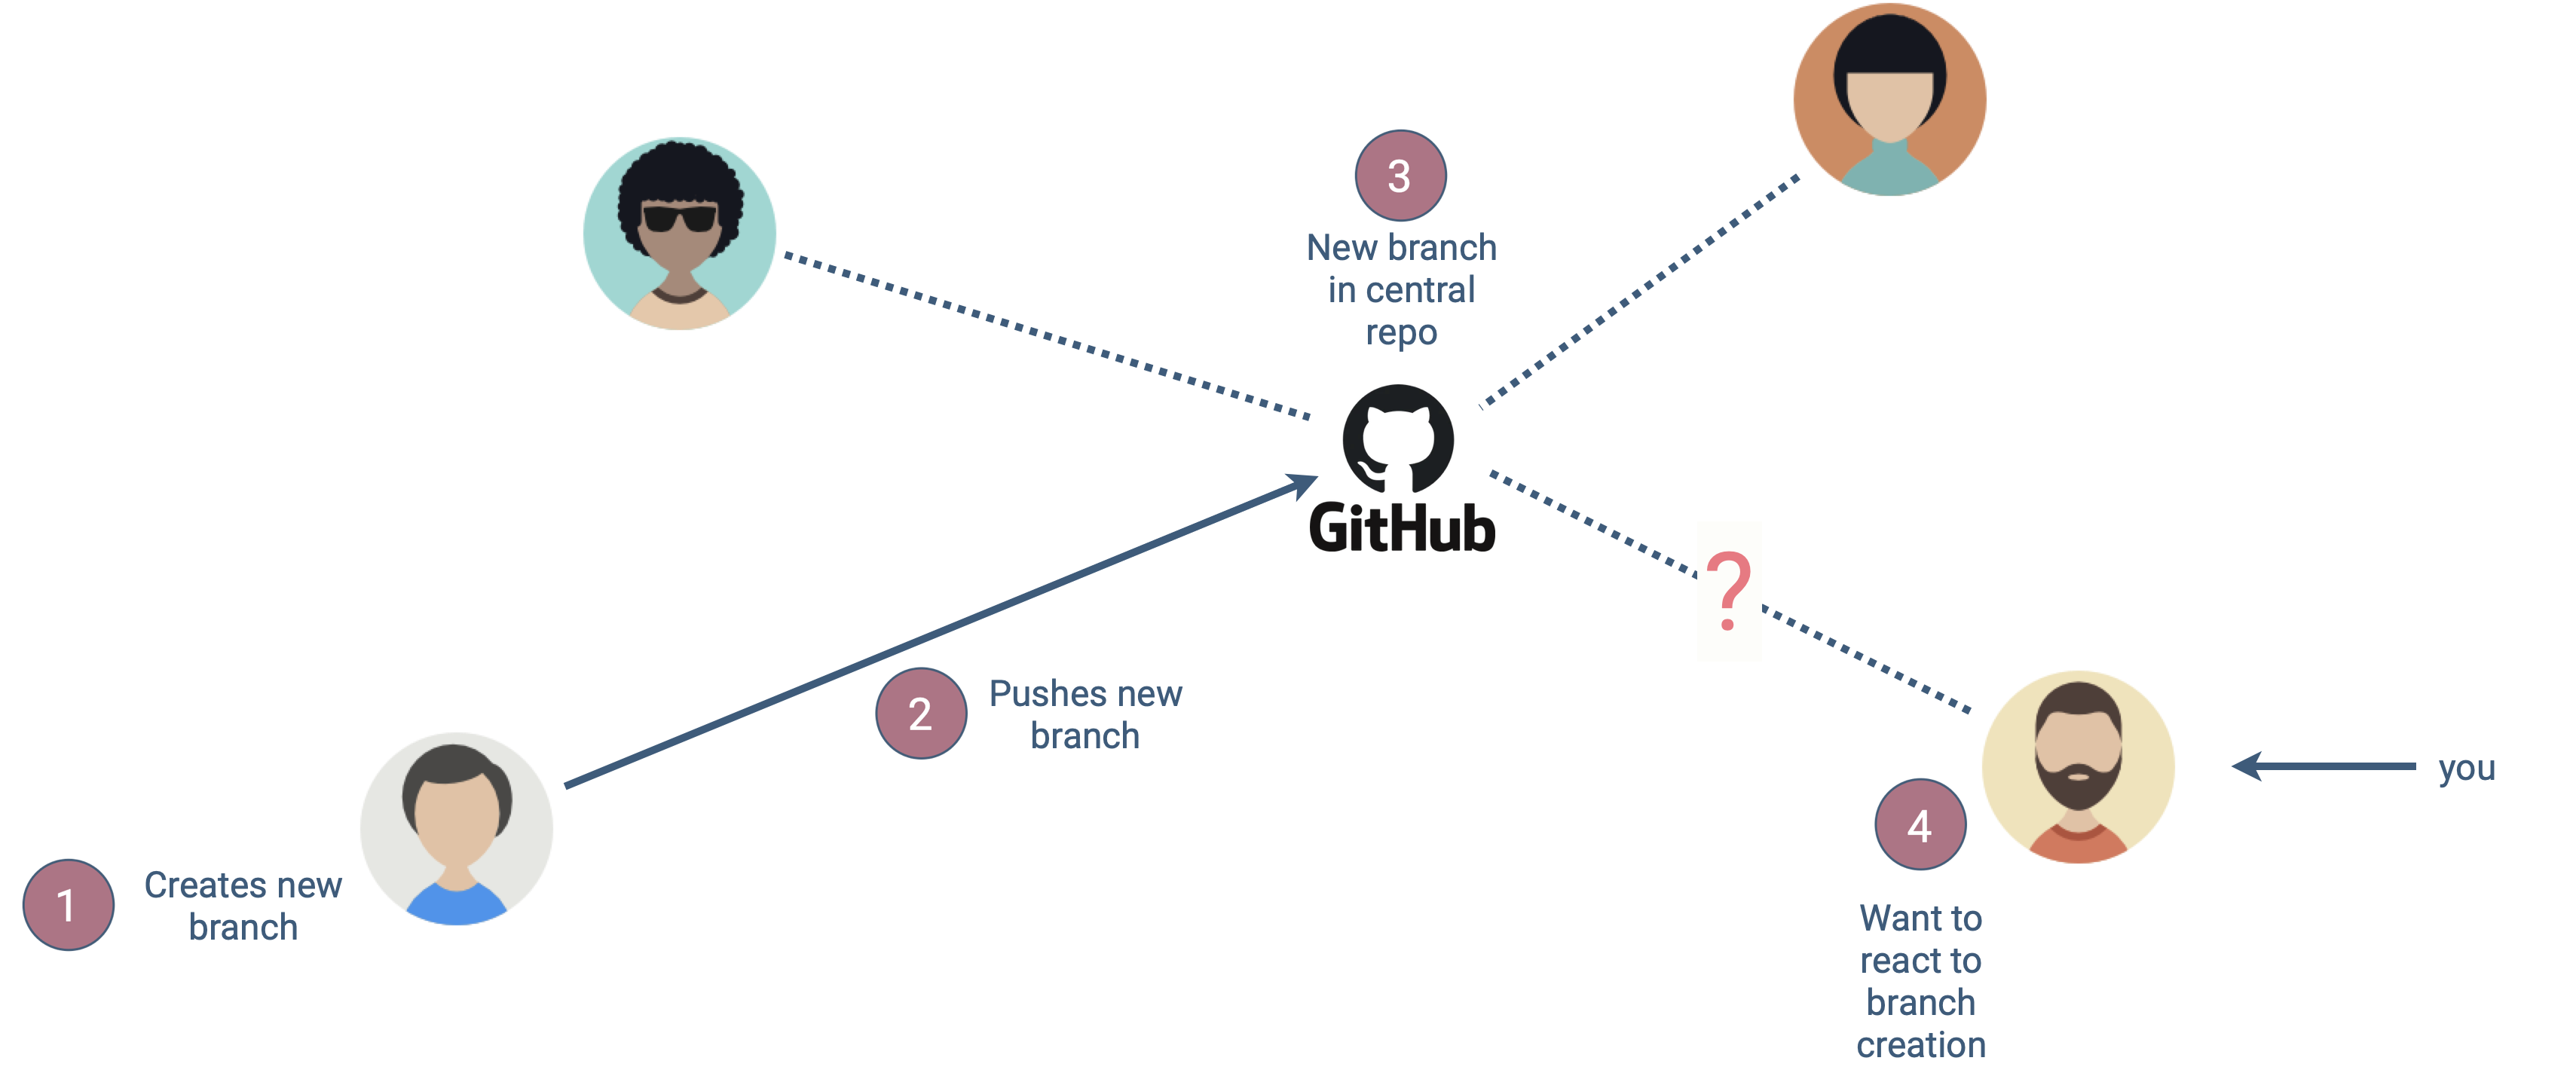 3
New branch
in central
repo
GitHub
?
2
Pushes new
branch
you
1
Creates new
branch
4
Want to
react to
branch
creation